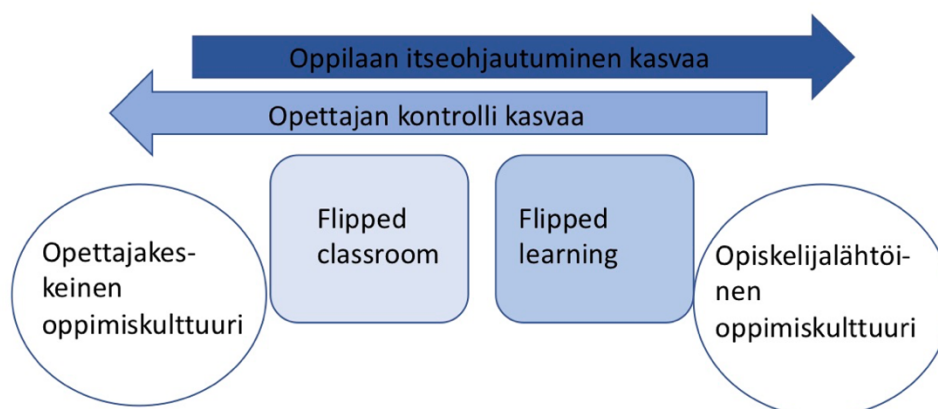 Oppilaan itseohjautuminen kasvaa
Opettajan kontrolli kasvaa
Opettajakes-
keinen
oppimiskulttuuri
Flipped
classroom
Flipped
learning
Opiskelijalähtöi-
nen
oppimiskulttuuri